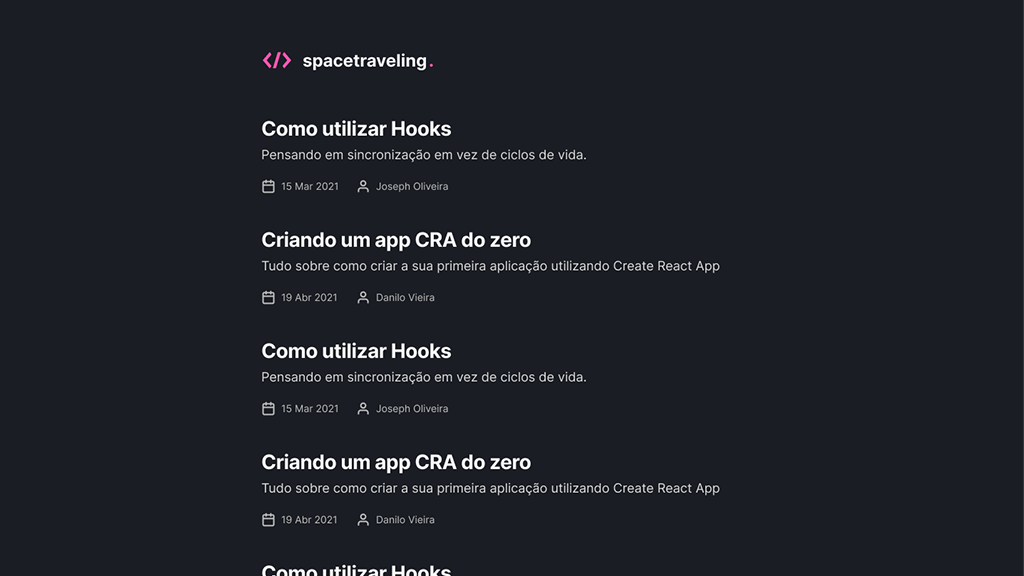 </> spacetraveling.
Como utilizar Hooks
Pensando em sincronização em vez de ciclos de vida.
15 Mar 2021 Joseph Oliveira
Criando um app CRA do zero
Tudo sobre como criar a sua primeira aplicação utilizando Create React App
19 Abr 2021 Danilo Vieira
Como utilizar Hooks
Pensando em sincronização em vez de ciclos de vida.
15 Mar 2021 Joseph Oliveira
Criando um app CRA do zero
Tudo sobre como criar a sua primeira aplicação utilizando Create React App
19 Abr 2021 Danilo Vieira
Como utilizar Hooks